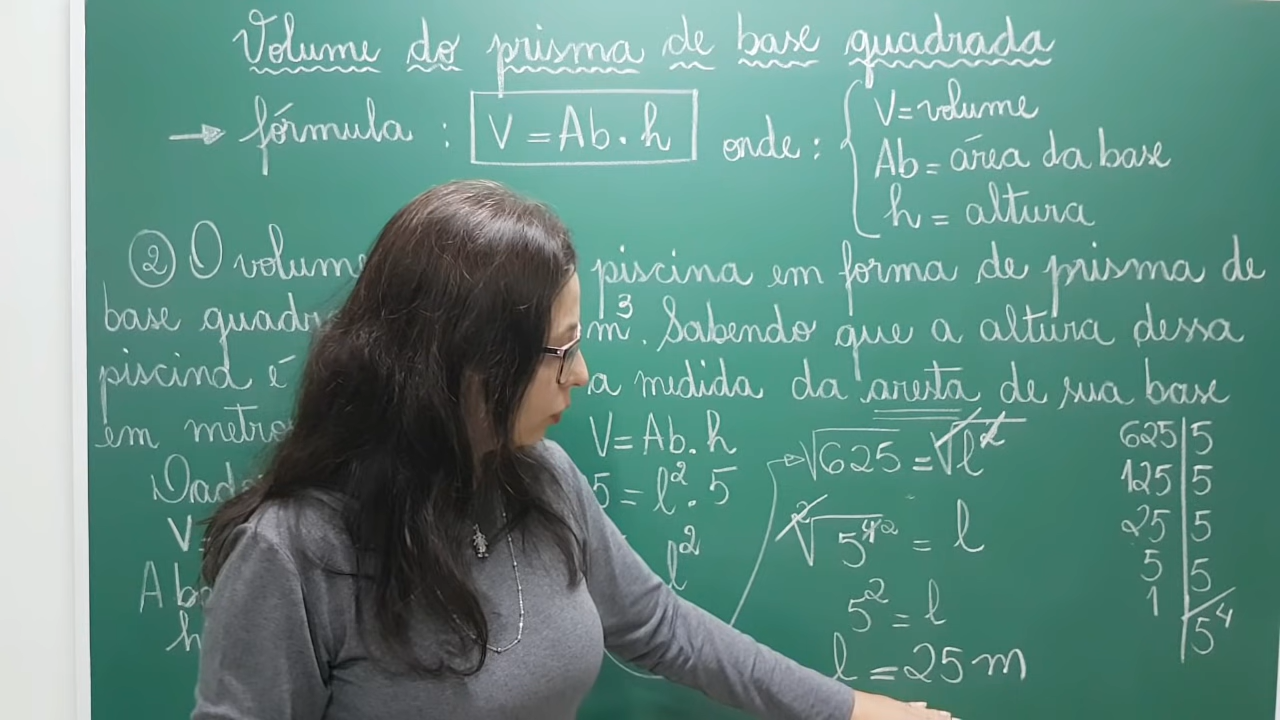 Volume do prisma de base quadrada
→ fórmula : V = Ab . h onde :
V = volume
Ab = área da base
h = altura
② O volume piscina em forma de prisma de
base m³. Sabendo que a altura dessa
piscina é a medida da aresta de sua base
em
V = Ab . h
5 = l² . 5
l²
V
Ab
h
√625 = √l²
²√5⁴ ² = l
5² = l
l = 25 m
625 | 5
125 | 5
25 | 5
5 | 5
1
5⁴